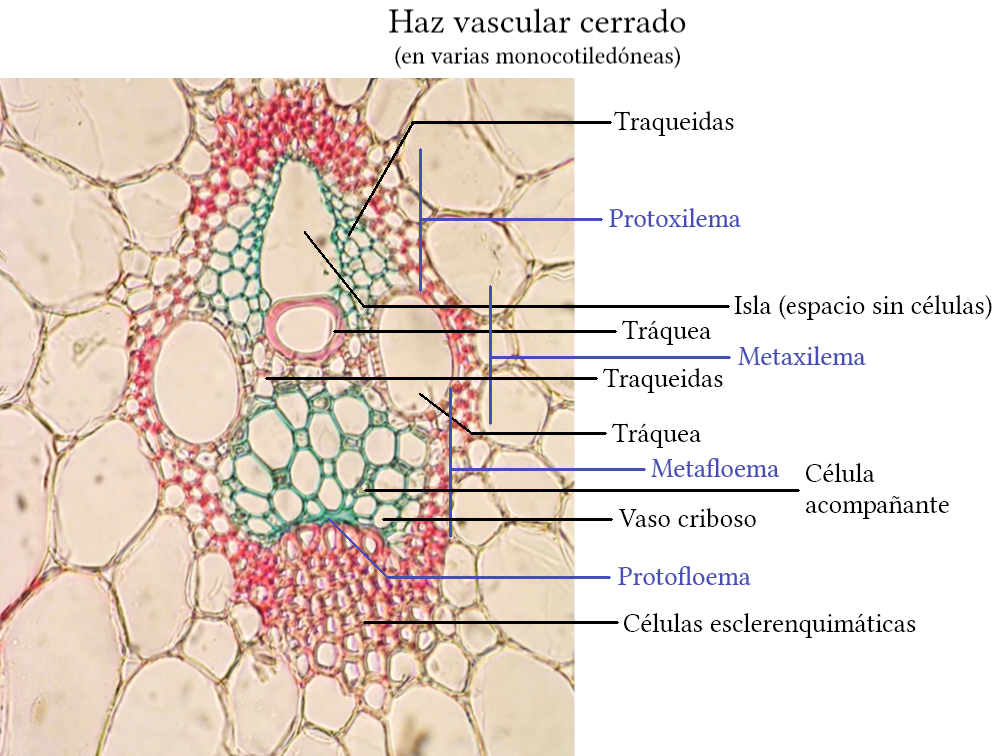 Haz vascular cerrado
(en varias monocotiledóneas)
Traqueidas
Protoxilema
Isla (espacio sin células)
Tráquea
Metaxilema
Traqueidas
Tráquea
Metafloema
Célula
acompañante
Vaso criboso
Protofloema
Células esclerenquimáticas